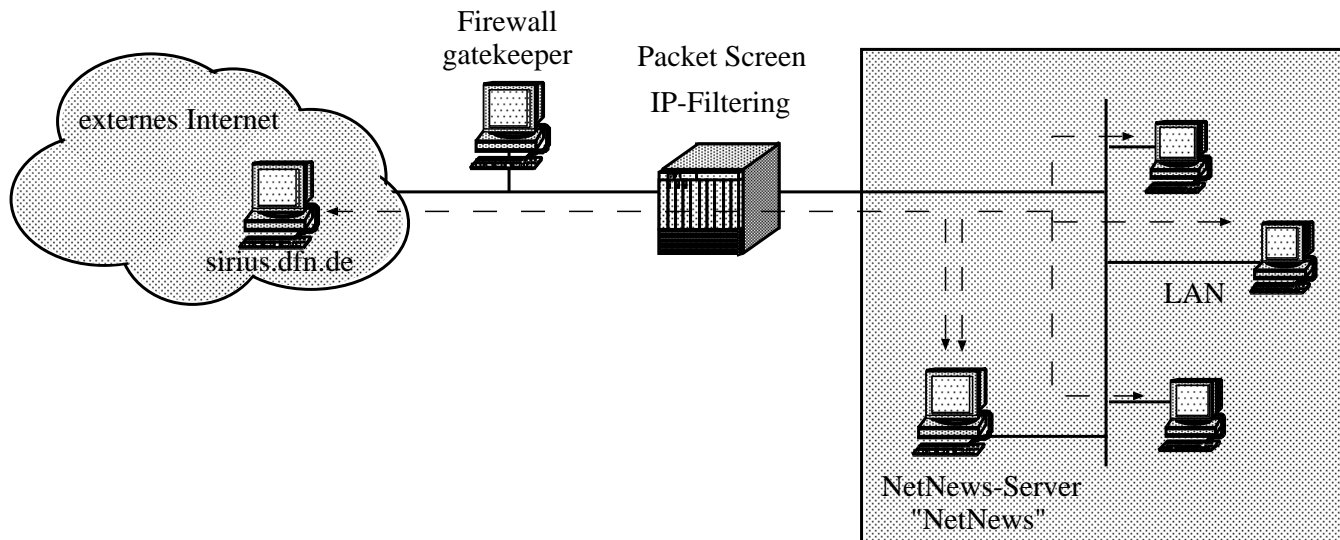 Firewall
gatekeeper
Packet Screen
IP-Filtering
externes Internet
sirius.dfn.de
LAN
NetNews-Server
"NetNews"